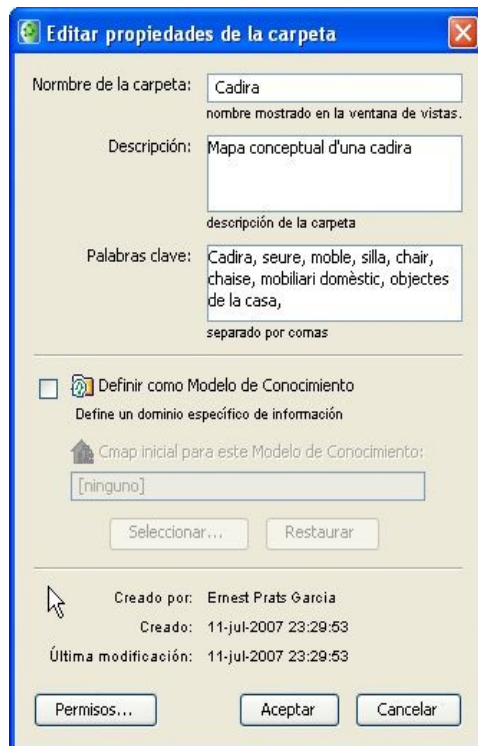 Editar propiedades de la carpeta
Normbre de la carpeta: Cadira
nombre mostrado en la ventana de vistas.
Descripción: Mapa conceptual d'una cadira
descripción de la carpeta
Palabras clave: Cadira, seure, moble, silla, chair,
chaise, mobiliari domèstic, objectes
de la casa,
separado por comas
Definir como Modelo de Conocimiento
Define un dominio específico de información
Cmap inicial para este Modelo de Conocimiento:
[ninguno]
Seleccionar... Restaurar
Creado por: Ernest Prats Garcia
Creado: 11-jul-2007 23:29:53
Última modificación: 11-jul-2007 23:29:53
Permisos... Aceptar Cancelar